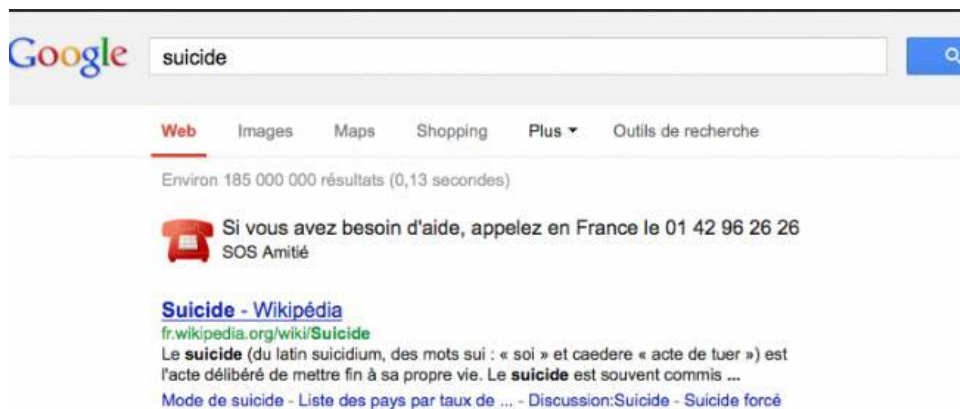 Google suicide
Web Images Maps Shopping Plus Outils de recherche
Environ 185 000 000 résultats (0,13 secondes)
Si vous avez besoin d'aide, appelez en France le 01 42 96 26 26
SOS Amitié
Suicide - Wikipédia
fr.wikipedia.org/wiki/Suicide
Le suicide (du latin suicidium, des mots sui : « soi » et caedere « acte de tuer ») est
l'acte délibéré de mettre fin à sa propre vie. Le suicide est souvent commis ...
Mode de suicide - Liste des pays par taux de ... - Discussion:Suicide - Suicide forcé